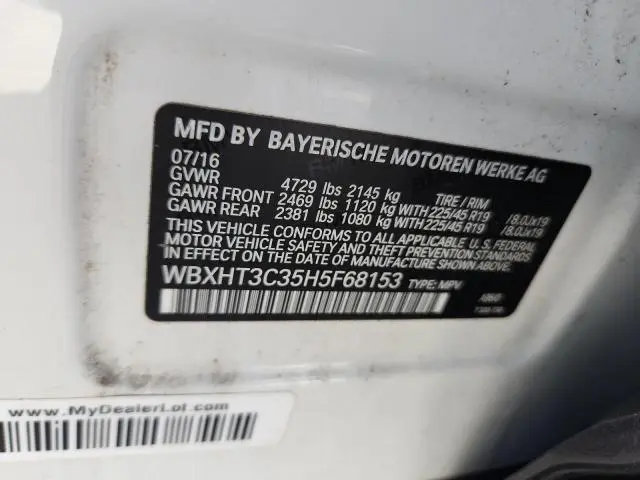 MFD BY BAYERISCHE MOTOREN WERKE AG
07/16
GVWR 4729 lbs 2145 kg TIRE / RIM
GAWR FRONT 2469 lbs 1120 kg WITH 225/45 R19 /8.0Jx19
GAWR REAR 2381 lbs 1080 kg WITH 225/45 R19 /8.0Jx19
THIS VEHICLE CONFORMS TO ALL APPLICABLE U.S. FEDERAL
MOTOR VEHICLE SAFETY AND THEFT PREVENTION STANDARDS
IN EFFECT ON THE DATE OF MANUFACTURE SHOWN ABOVE.
WBXHT3C35H5F68153 TYPE: MPV
www.MyDealerLot.com